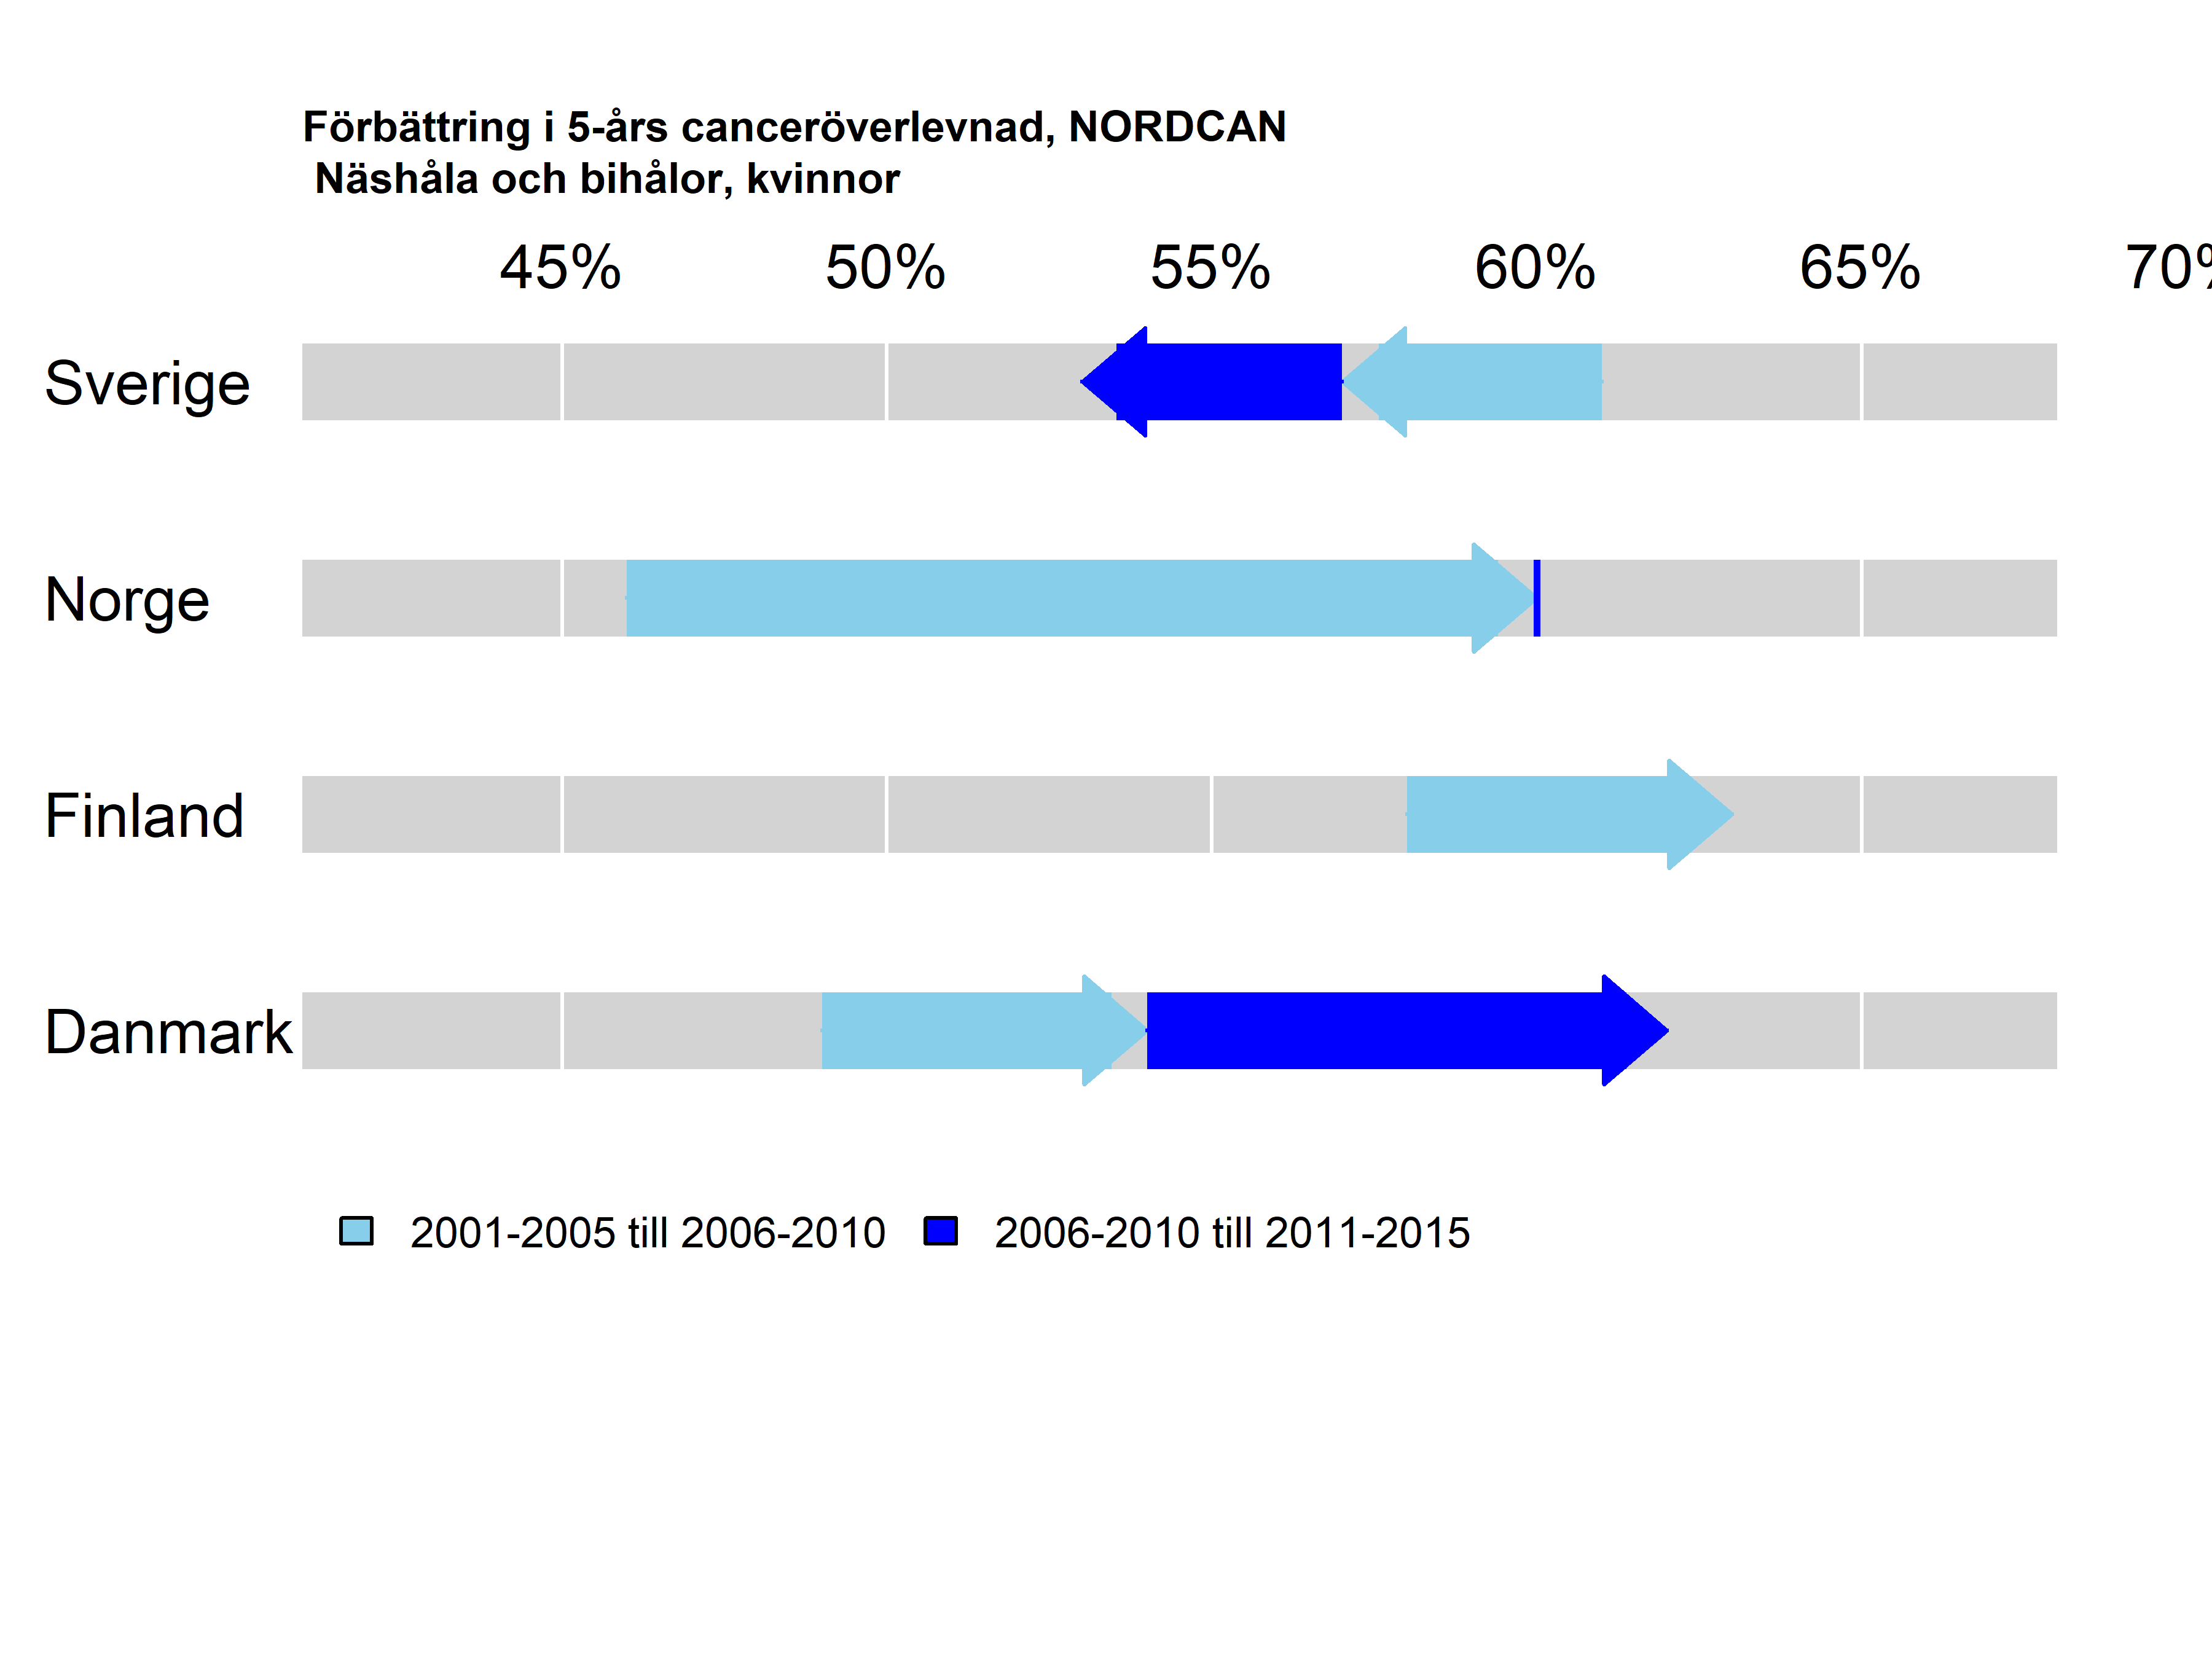 Förbättring i 5-års canceröverlevnad, NORDCAN
Näshåla och bihålor, kvinnor
45% 50% 55% 60% 65% 70%
Sverige
Norge
Finland
Danmark
2001-2005 till 2006-2010 2006-2010 till 2011-2015